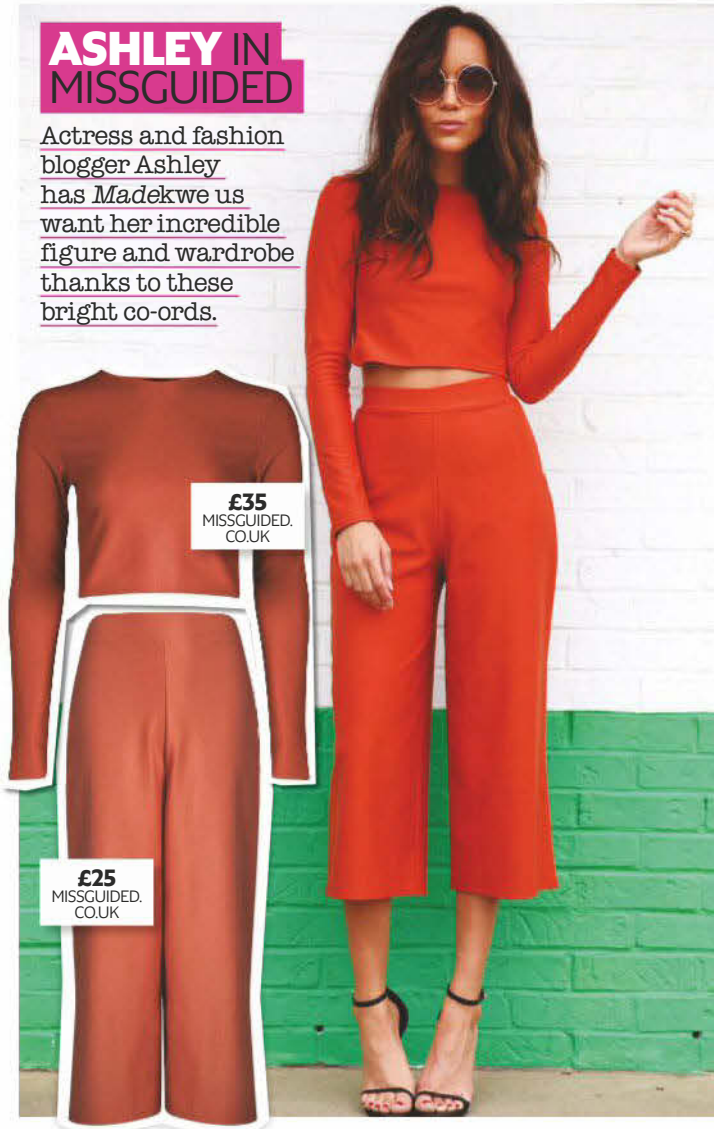 ASHLEY IN
MISSGUIDED
Actress and fashion
blogger Ashley
has Madekwe us
want her incredible
figure and wardrobe
thanks to these
bright co-ords.
£35
MISSGUIDED.
CO.UK
£25
MISSGUIDED.
CO.UK